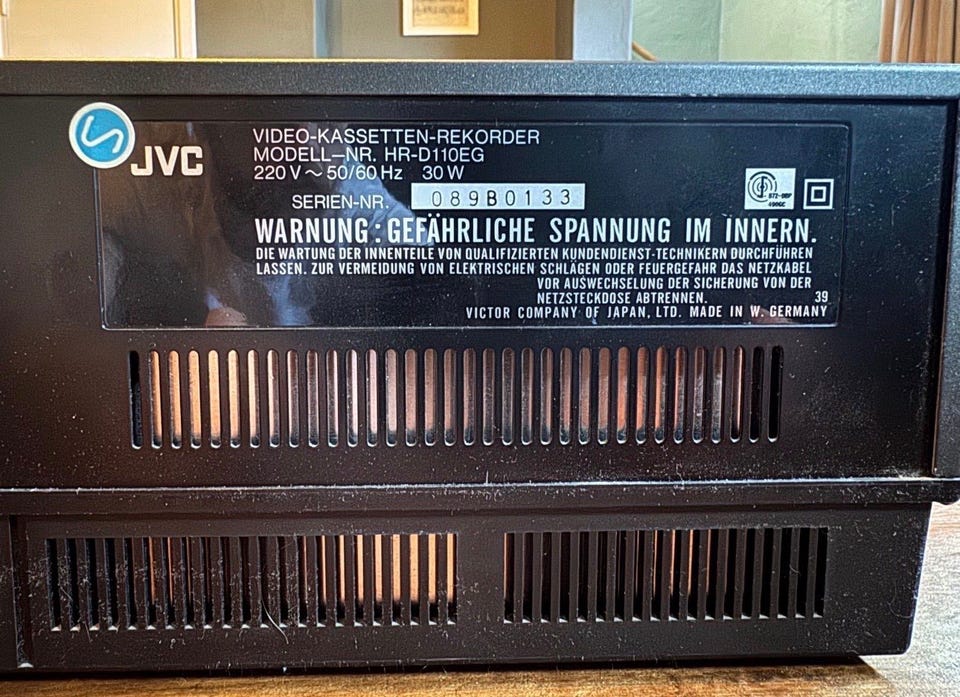 JVC
VIDEO-KASSETTEN-REKORDER
MODELL-NR. HR-D110EG
220 V ~ 50/60 Hz 30 W
SERIEN-NR. 089B0133
WARNUNG: GEFÄHRLICHE SPANNUNG IM INNERN.
DIE WARTUNG DER INNENTEILE VON QUALIFIZIERTEN KUNDENDIENST-TECHNIKERN DURCHFÜHREN
LASSEN. ZUR VERMEIDUNG VON ELEKTRISCHEN SCHLÄGEN ODER FEUERGEFAHR DAS NETZKABEL
VOR AUSWECHSELUNG DER SICHERUNG VON DER
NETZSTECKDOSE ABTRENNEN.
39
VICTOR COMPANY OF JAPAN, LTD. MADE IN W. GERMANY